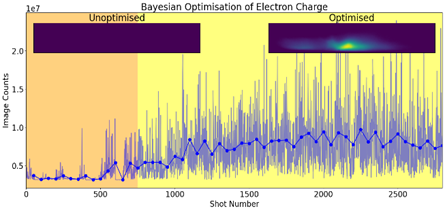 Bayesian Optimisation of Electron Charge
1e7
Unoptimised
Optimised
2.0
1.5
1.0
0.5
Image Counts
0 500 1000 1500 2000 2500
Shot Number